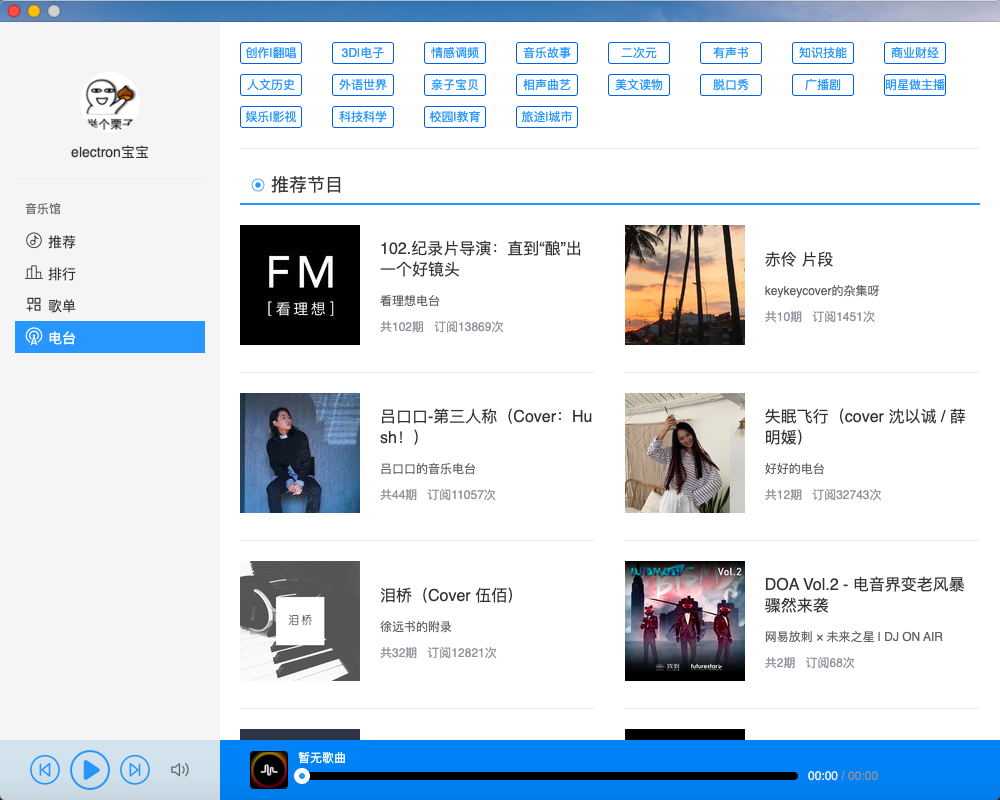 创作|翻唱 3D|电子 情感调频 音乐故事 二次元 有声书 知识技能 商业财经
人文历史 外语世界 亲子宝贝 相声曲艺 美文读物 脱口秀 广播剧 明星做主播
娱乐|影视 科技科学 校园|教育 旅途|城市
举个栗子
electron宝宝
音乐馆
推荐
排行
歌单
电台
推荐节目
FM
[看理想]
102.纪录片导演：直到“酿”出
一个好镜头
看理想电台
共102期 订阅13869次
赤伶 片段
keykeycover的杂集呀
共10期 订阅1451次
吕口口-第三人称（Cover：Hu
sh！）
吕口口的音乐电台
共44期 订阅11057次
失眠飞行（cover 沈以诚 / 薛
明媛）
好好的电台
共12期 订阅32743次
泪桥
泪桥（Cover 伍佰）
徐远书的附录
共32期 订阅12821次
Vol.2
放刺 futurestar
DOA Vol.2 - 电音界变老风暴
骤然来袭
网易放刺 × 未来之星 | DJ ON AIR
共2期 订阅68次
暂无歌曲
00:00 / 00:00